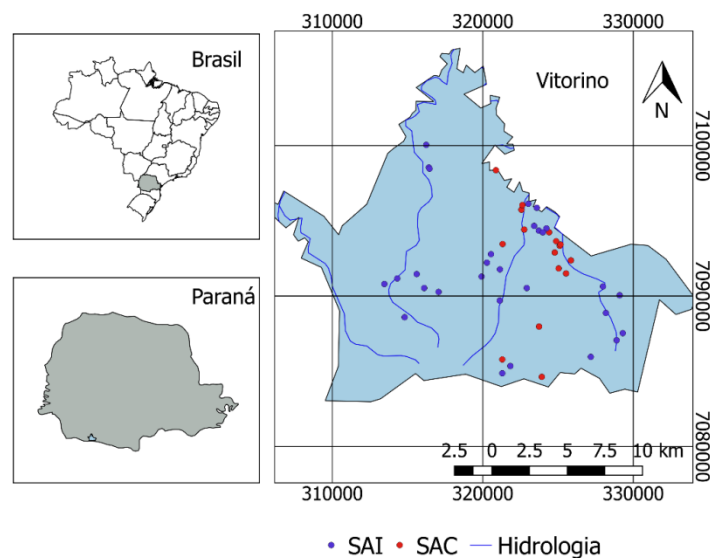 Brasil
Paraná
310000 320000 330000
Vitorino
N
7100000
7090000
7080000
2.5 0 2.5 5 7.5 10 km
310000 320000 330000
SAI SAC Hidrologia